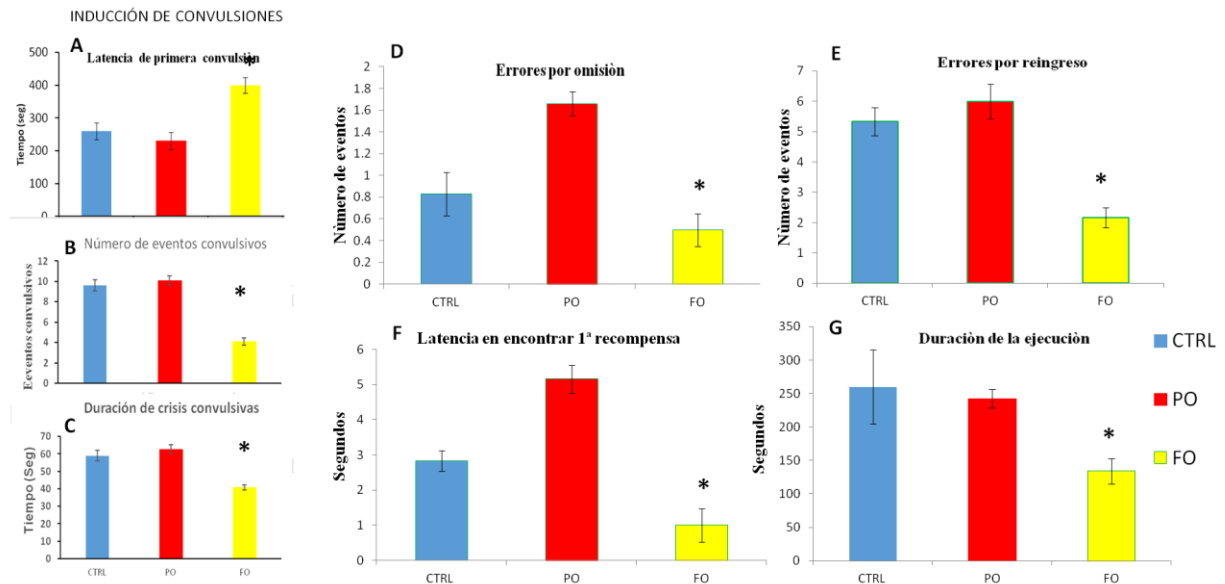 INDUCCIÓN DE CONVULSIONES
A
Latencia de primera convulsiòn
*
Tiempo (seg)
500
400
300
200
100
0
B
Número de eventos convulsivos
*
Eeventos convulsivos
12
10
8
6
4
2
0
C
Duración de crisis convulsivas
*
Tiempo (Seg)
70
60
50
40
30
20
10
0
CTRL
PO
FO
D
Errores por omisiòn
*
Nùmero de eventos
2
1.8
1.6
1.4
1.2
1
0.8
0.6
0.4
0.2
0
CTRL
PO
FO
E
Errores por reingreso
*
Nùmero de eventos
7
6
5
4
3
2
1
0
CTRL
PO
FO
F
Latencia en encontrar 1ª recompensa
*
Segundos
6
5
4
3
2
1
0
CTRL
PO
FO
G
Duraciòn de la ejecuciòn
*
Segundos
350
300
250
200
150
100
50
0
CTRL
PO
FO
CTRL
PO
FO